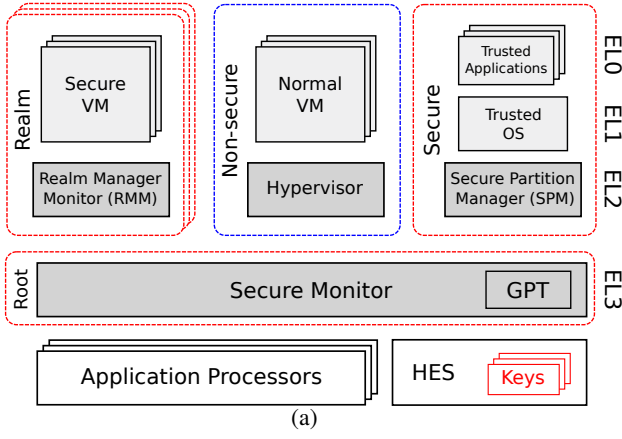 Realm
Secure
VM
Realm Manager
Monitor (RMM)
Non-secure
Normal
VM
Hypervisor
Secure
Trusted
Applications
Trusted
OS
Secure Partition
Manager (SPM)
EL0
EL1
EL2
Root
Secure Monitor
GPT
EL3
Application Processors
HES
Keys
(a)